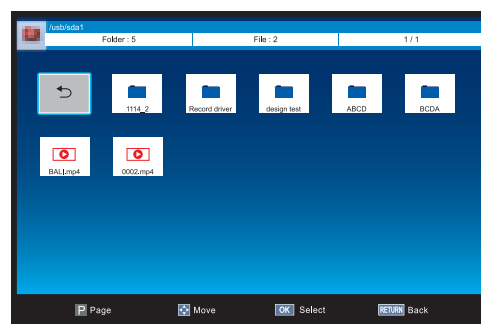 /usb/sda1
Folder : 5 File : 2 1 / 1
1114_2 Record driver design test ABCD BCDA
BALI.mp4 0002.mp4
P Page Move OK Select RETURN Back